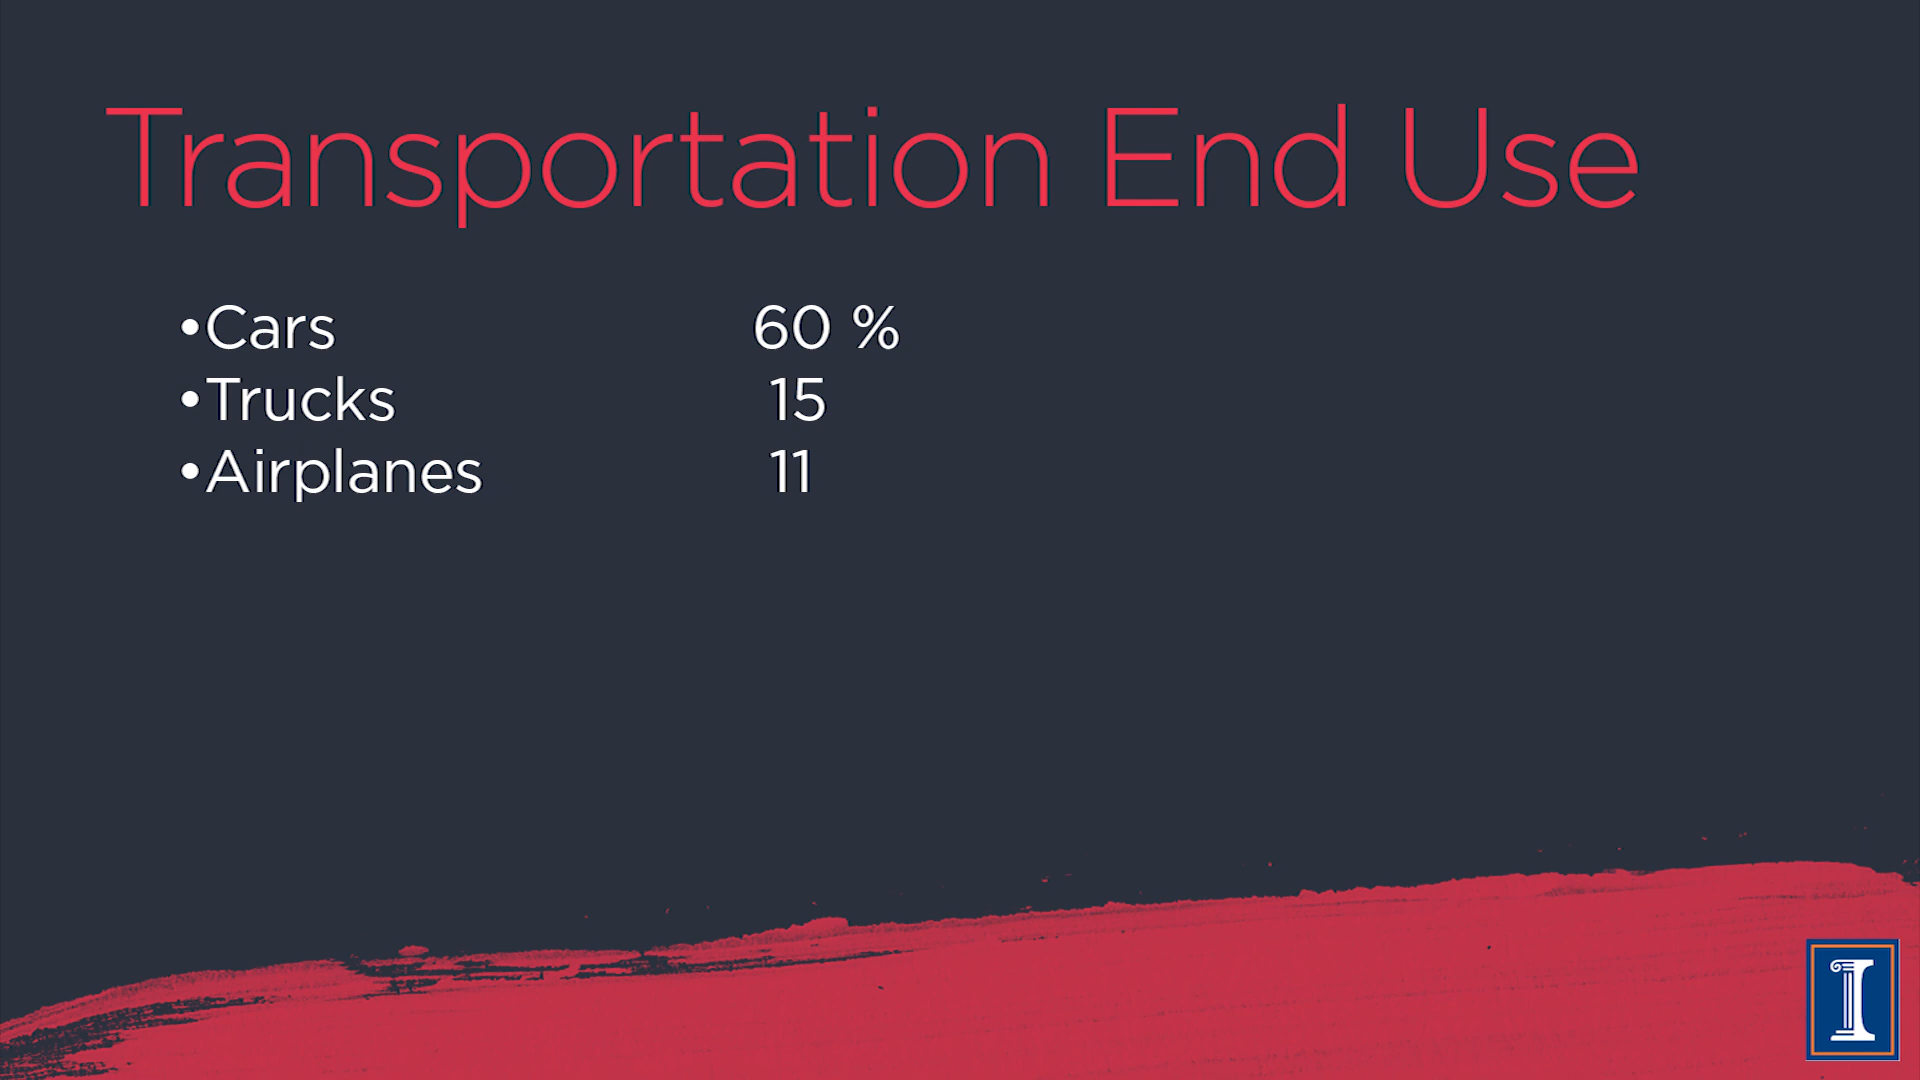 Transportation End Use
•Cars 60 %
•Trucks 15
•Airplanes 11
I